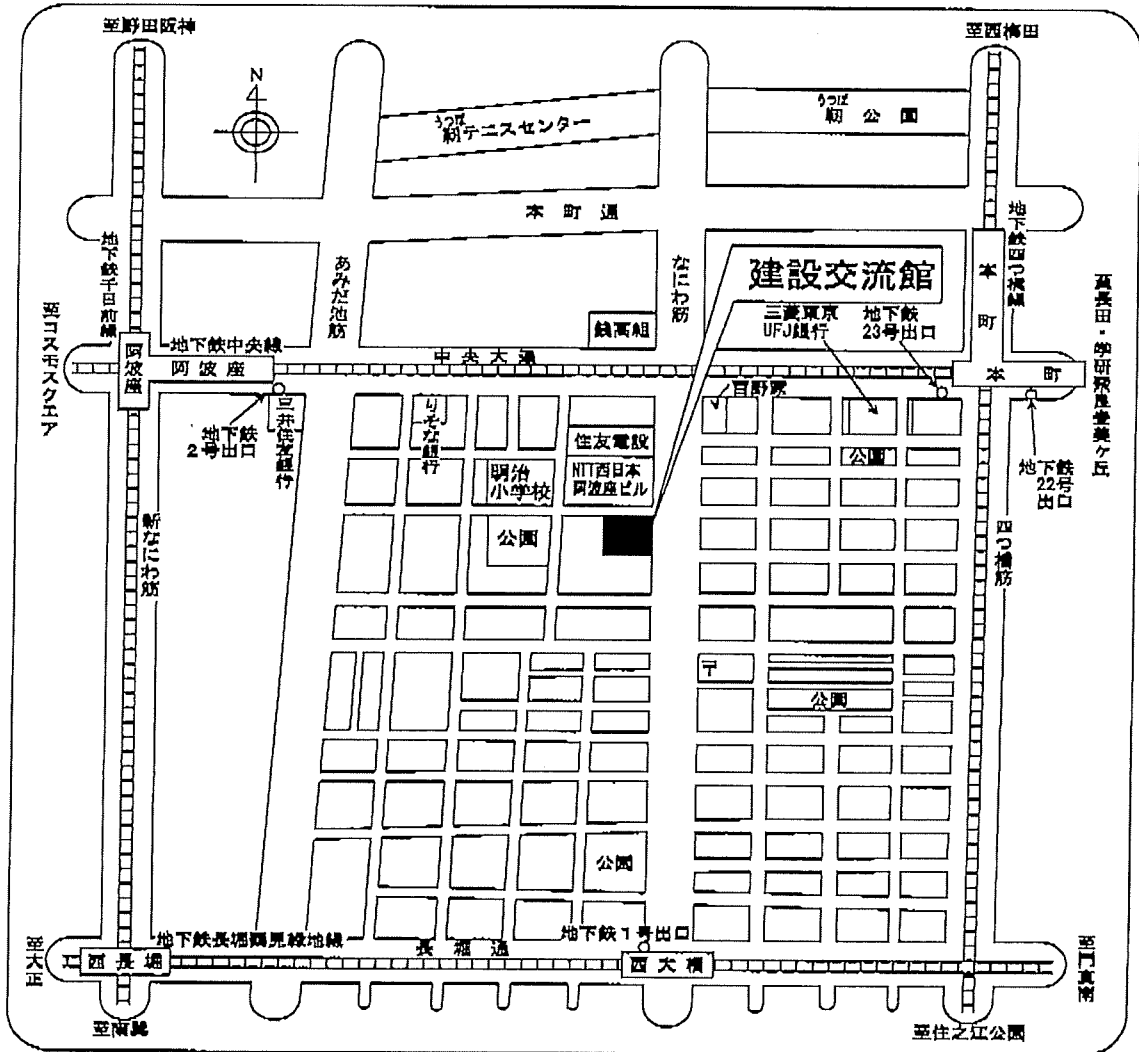 至野田阪神
至西梅田
N
うつぼ
靭テニスセンター
うつぼ
靭公園
本町通
地下鉄千日前線
あみだ池筋
なにわ筋
地下鉄四つ橋線
本町
建設交流館
至コスモスクエア
至長田・学研飛鳥登美ヶ丘
銭高組
三菱東京
UFJ銀行
地下鉄
23号出口
阿波座
地下鉄中央線
阿波座
中央大通
本町
吉野家
地下鉄
2号出口
三井住友銀行
りそな銀行
住友電設
明治
小学校
NTT西日本
阿波座ビル
公園
地下鉄
22号
出口
公園
新なにわ筋
四つ橋筋
〒
公園
公園
地下鉄長堀鶴見緑地線
長堀通
地下鉄1号出口
至大正
西長堀
西大橋
至門真南
至南巽
至住之江公園